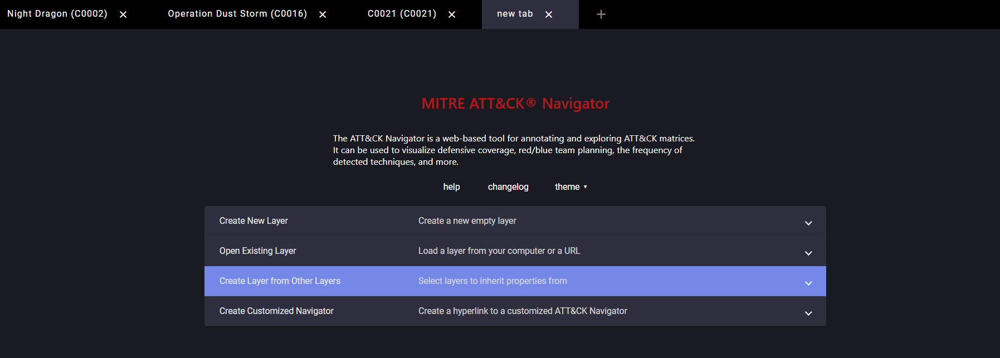 Night Dragon (C0002) ×
Operation Dust Storm (C0016) ×
C0021 (C0021) ×
new tab ×
+
MITRE ATT&CK® Navigator
The ATT&CK Navigator is a web-based tool for annotating and exploring ATT&CK matrices.
It can be used to visualize defensive coverage, red/blue team planning, the frequency of
detected techniques, and more.
help changelog theme ▼
Create New Layer Create a new empty layer
Open Existing Layer Load a layer from your computer or a URL
Create Layer from Other Layers Select layers to inherit properties from
Create Customized Navigator Create a hyperlink to a customized ATT&CK Navigator